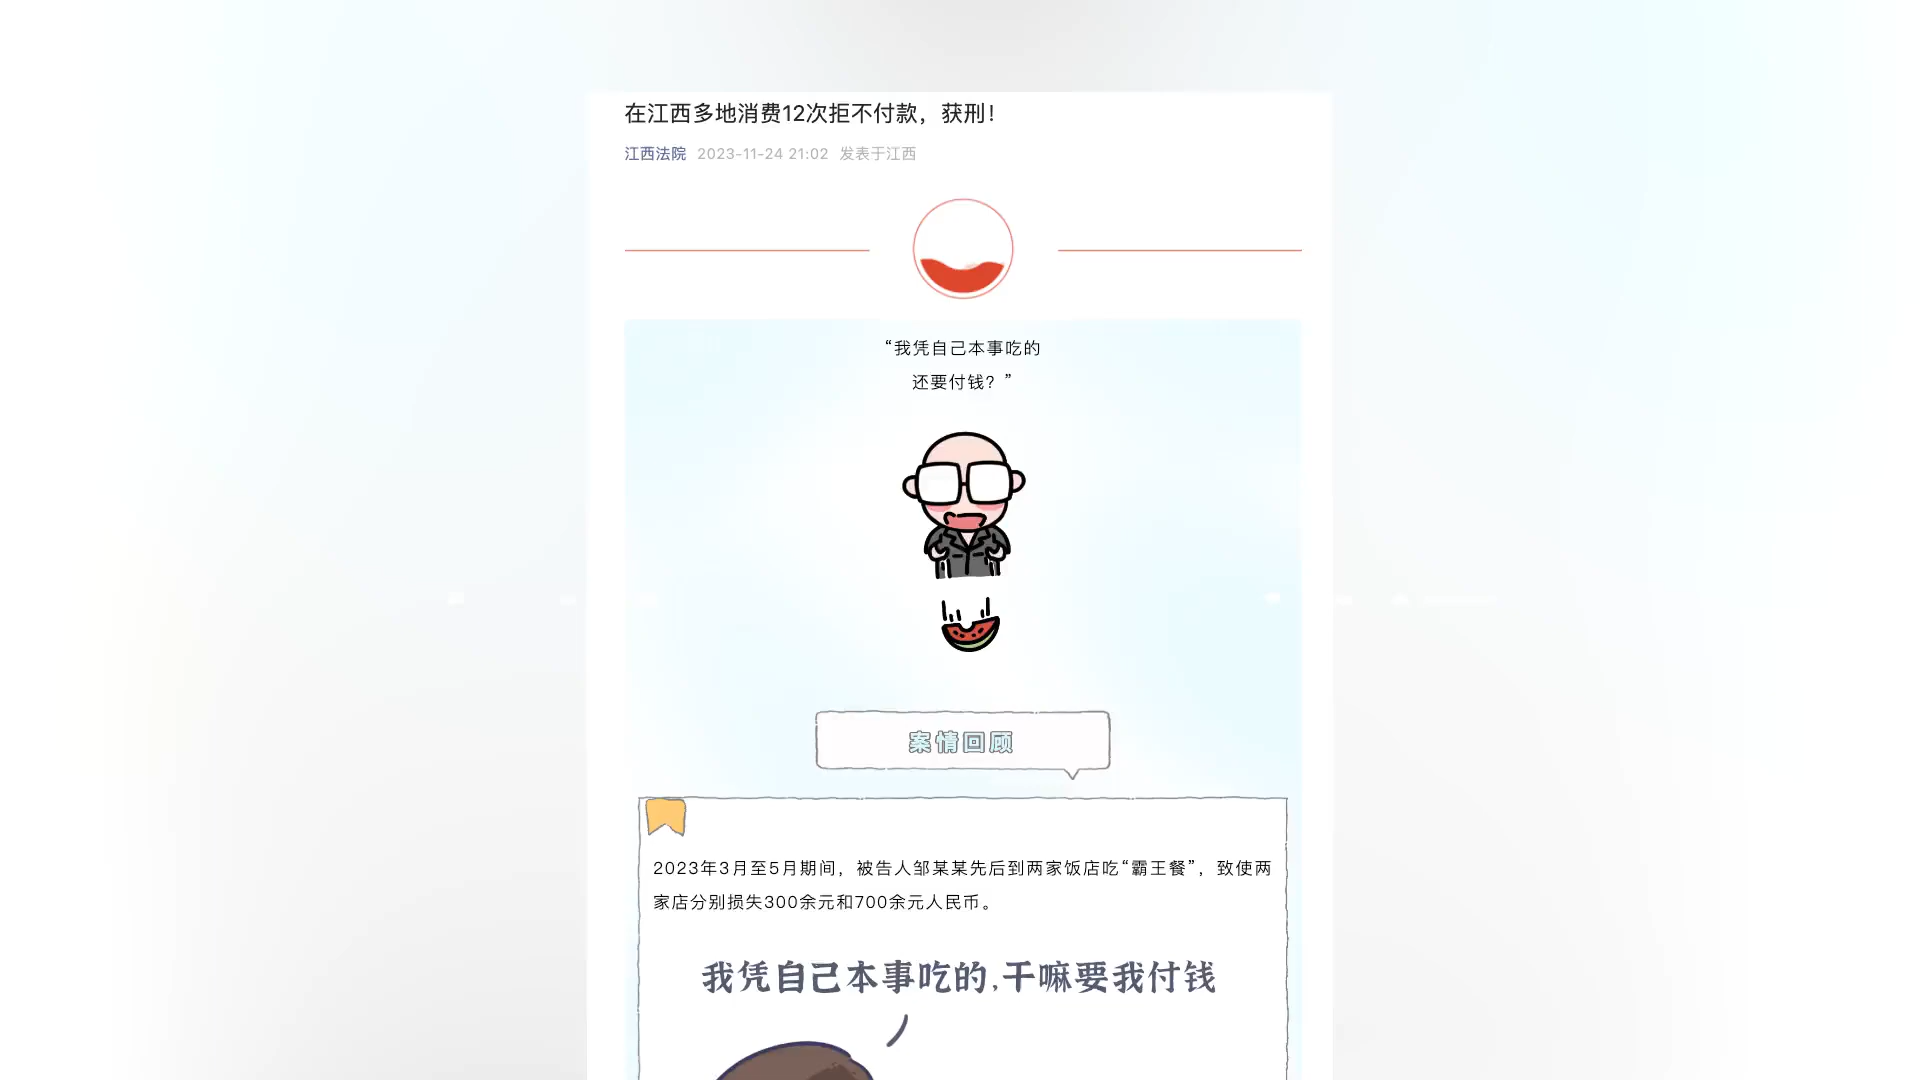 在江西多地消费12次拒不付款，获刑！
江西法院 2023-11-24 21:02 发表于江西
“我凭自己本事吃的
还要付钱？”
案情回顾
2023年3月至5月期间，被告人邹某某先后到两家饭店吃“霸王餐”，致使两
家店分别损失300余元和700余元人民币。
我凭自己本事吃的,干嘛要我付钱